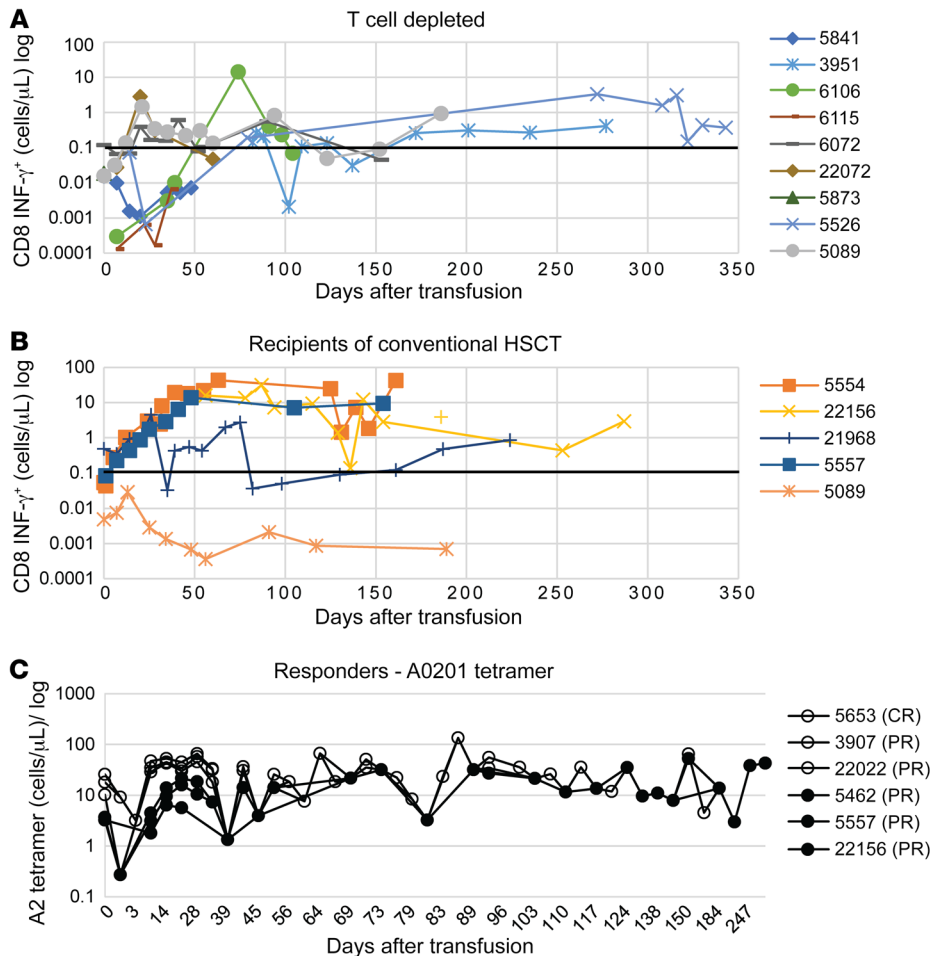 A
T cell depleted
CD8 INF-γ⁺ (cells/µL) log
100
10
1
0.1
0.01
0.001
0.0001
0 50 100 150 200 250 300 350
Days after transfusion
5841
3951
6106
6115
6072
22072
5873
5526
5089
B
Recipients of conventional HSCT
CD8 INF-γ⁺ (cells/µL) log
100
10
1
0.1
0.01
0.001
0.0001
0 50 100 150 200 250 300 350
Days after transfusion
5554
22156
21968
5557
5089
C
Responders - A0201 tetramer
A2 tetramer (cells/µL)/ log
1000
100
10
1
0.1
0 3 14 28 39 45 56 64 69 73 79 83 89 96 103 110 117 124 138 150 184 247
Days after transfusion
5653 (CR)
3907 (PR)
22022 (PR)
5462 (PR)
5557 (PR)
22156 (PR)